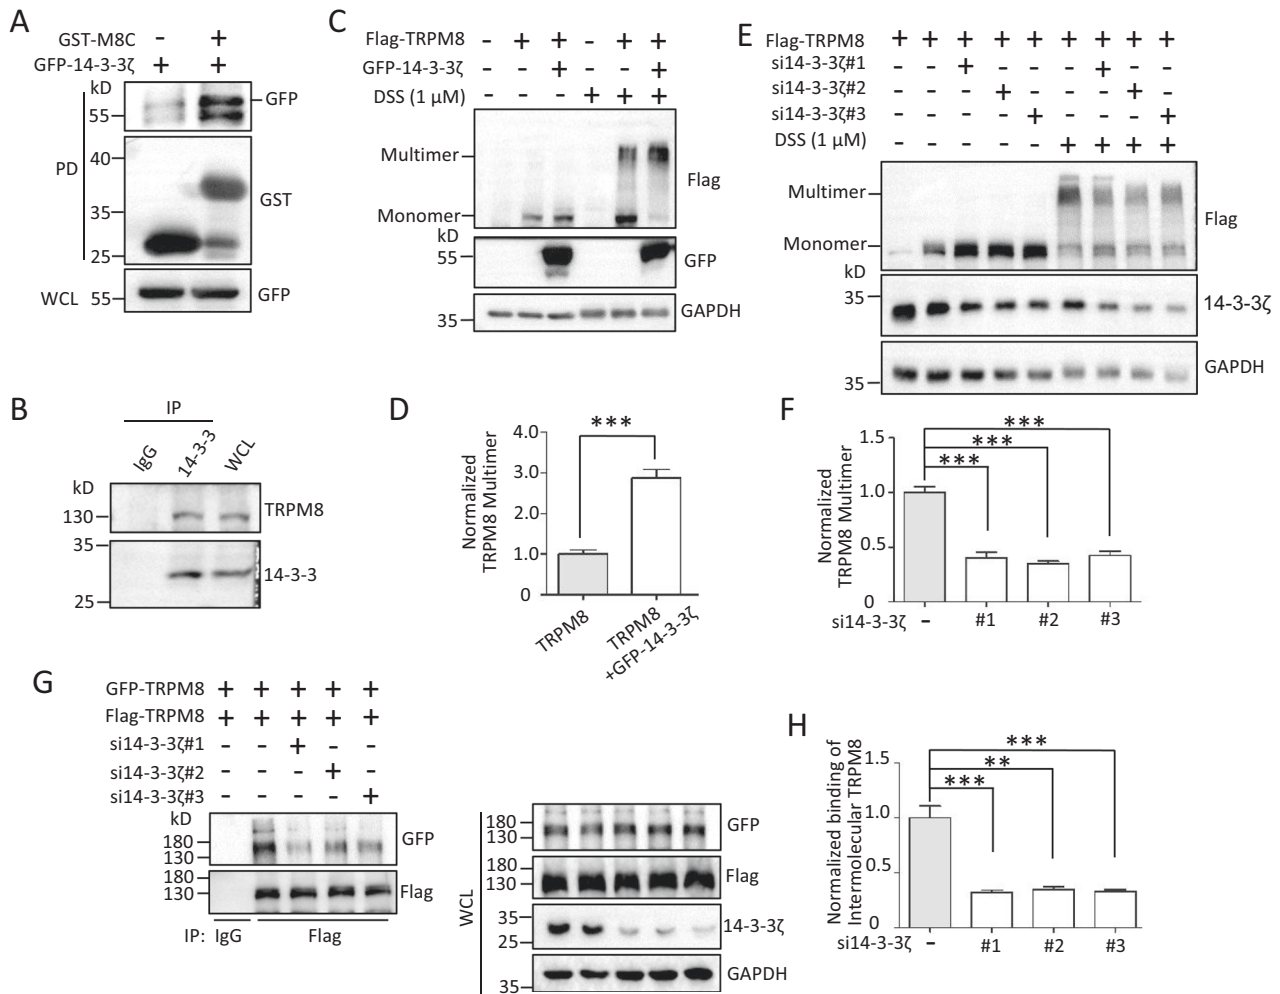 A
GST-M8C - +
GFP-14-3-3ζ + +
kD
55
GFP
PD
40
35
25
GST
WCL
55
GFP
B
IP
IgG 14-3-3 WCL
kD
130
TRPM8
35
25
14-3-3
C
Flag-TRPM8 - + + - + +
GFP-14-3-3ζ - - + - - +
DSS (1 μM) - - - + + +
Multimer
Monomer
Flag
kD
55
GFP
35
GAPDH
D
Normalized
TRPM8 Multimer
4.0
3.0
2.0
1.0
0
***
TRPM8
TRPM8
+GFP-14-3-3ζ
E
Flag-TRPM8 + + + + + + + + +
si14-3-3ζ#1 - - + - - - + - -
si14-3-3ζ#2 - - - + - - - + -
si14-3-3ζ#3 - - - - + - - - +
DSS (1 μM) - - - - - + + + +
Multimer
Monomer
Flag
kD
35
14-3-3ζ
35
GAPDH
F
Normalized
TRPM8 Multimer
1.5
1.0
0.5
0
***
***
***
si14-3-3ζ - #1 #2 #3
G
GFP-TRPM8 + + + + +
Flag-TRPM8 + + + + +
si14-3-3ζ#1 - - + - -
si14-3-3ζ#2 - - - + -
si14-3-3ζ#3 - - - - +
kD
180
130
GFP
180
130
Flag
IP: IgG Flag
WCL
180
130
GFP
180
130
Flag
35
25
14-3-3ζ
35
GAPDH
H
Normalized binding of
Intermolecular TRPM8
1.5
1.0
0.5
0
***
**
***
si14-3-3ζ - #1 #2 #3